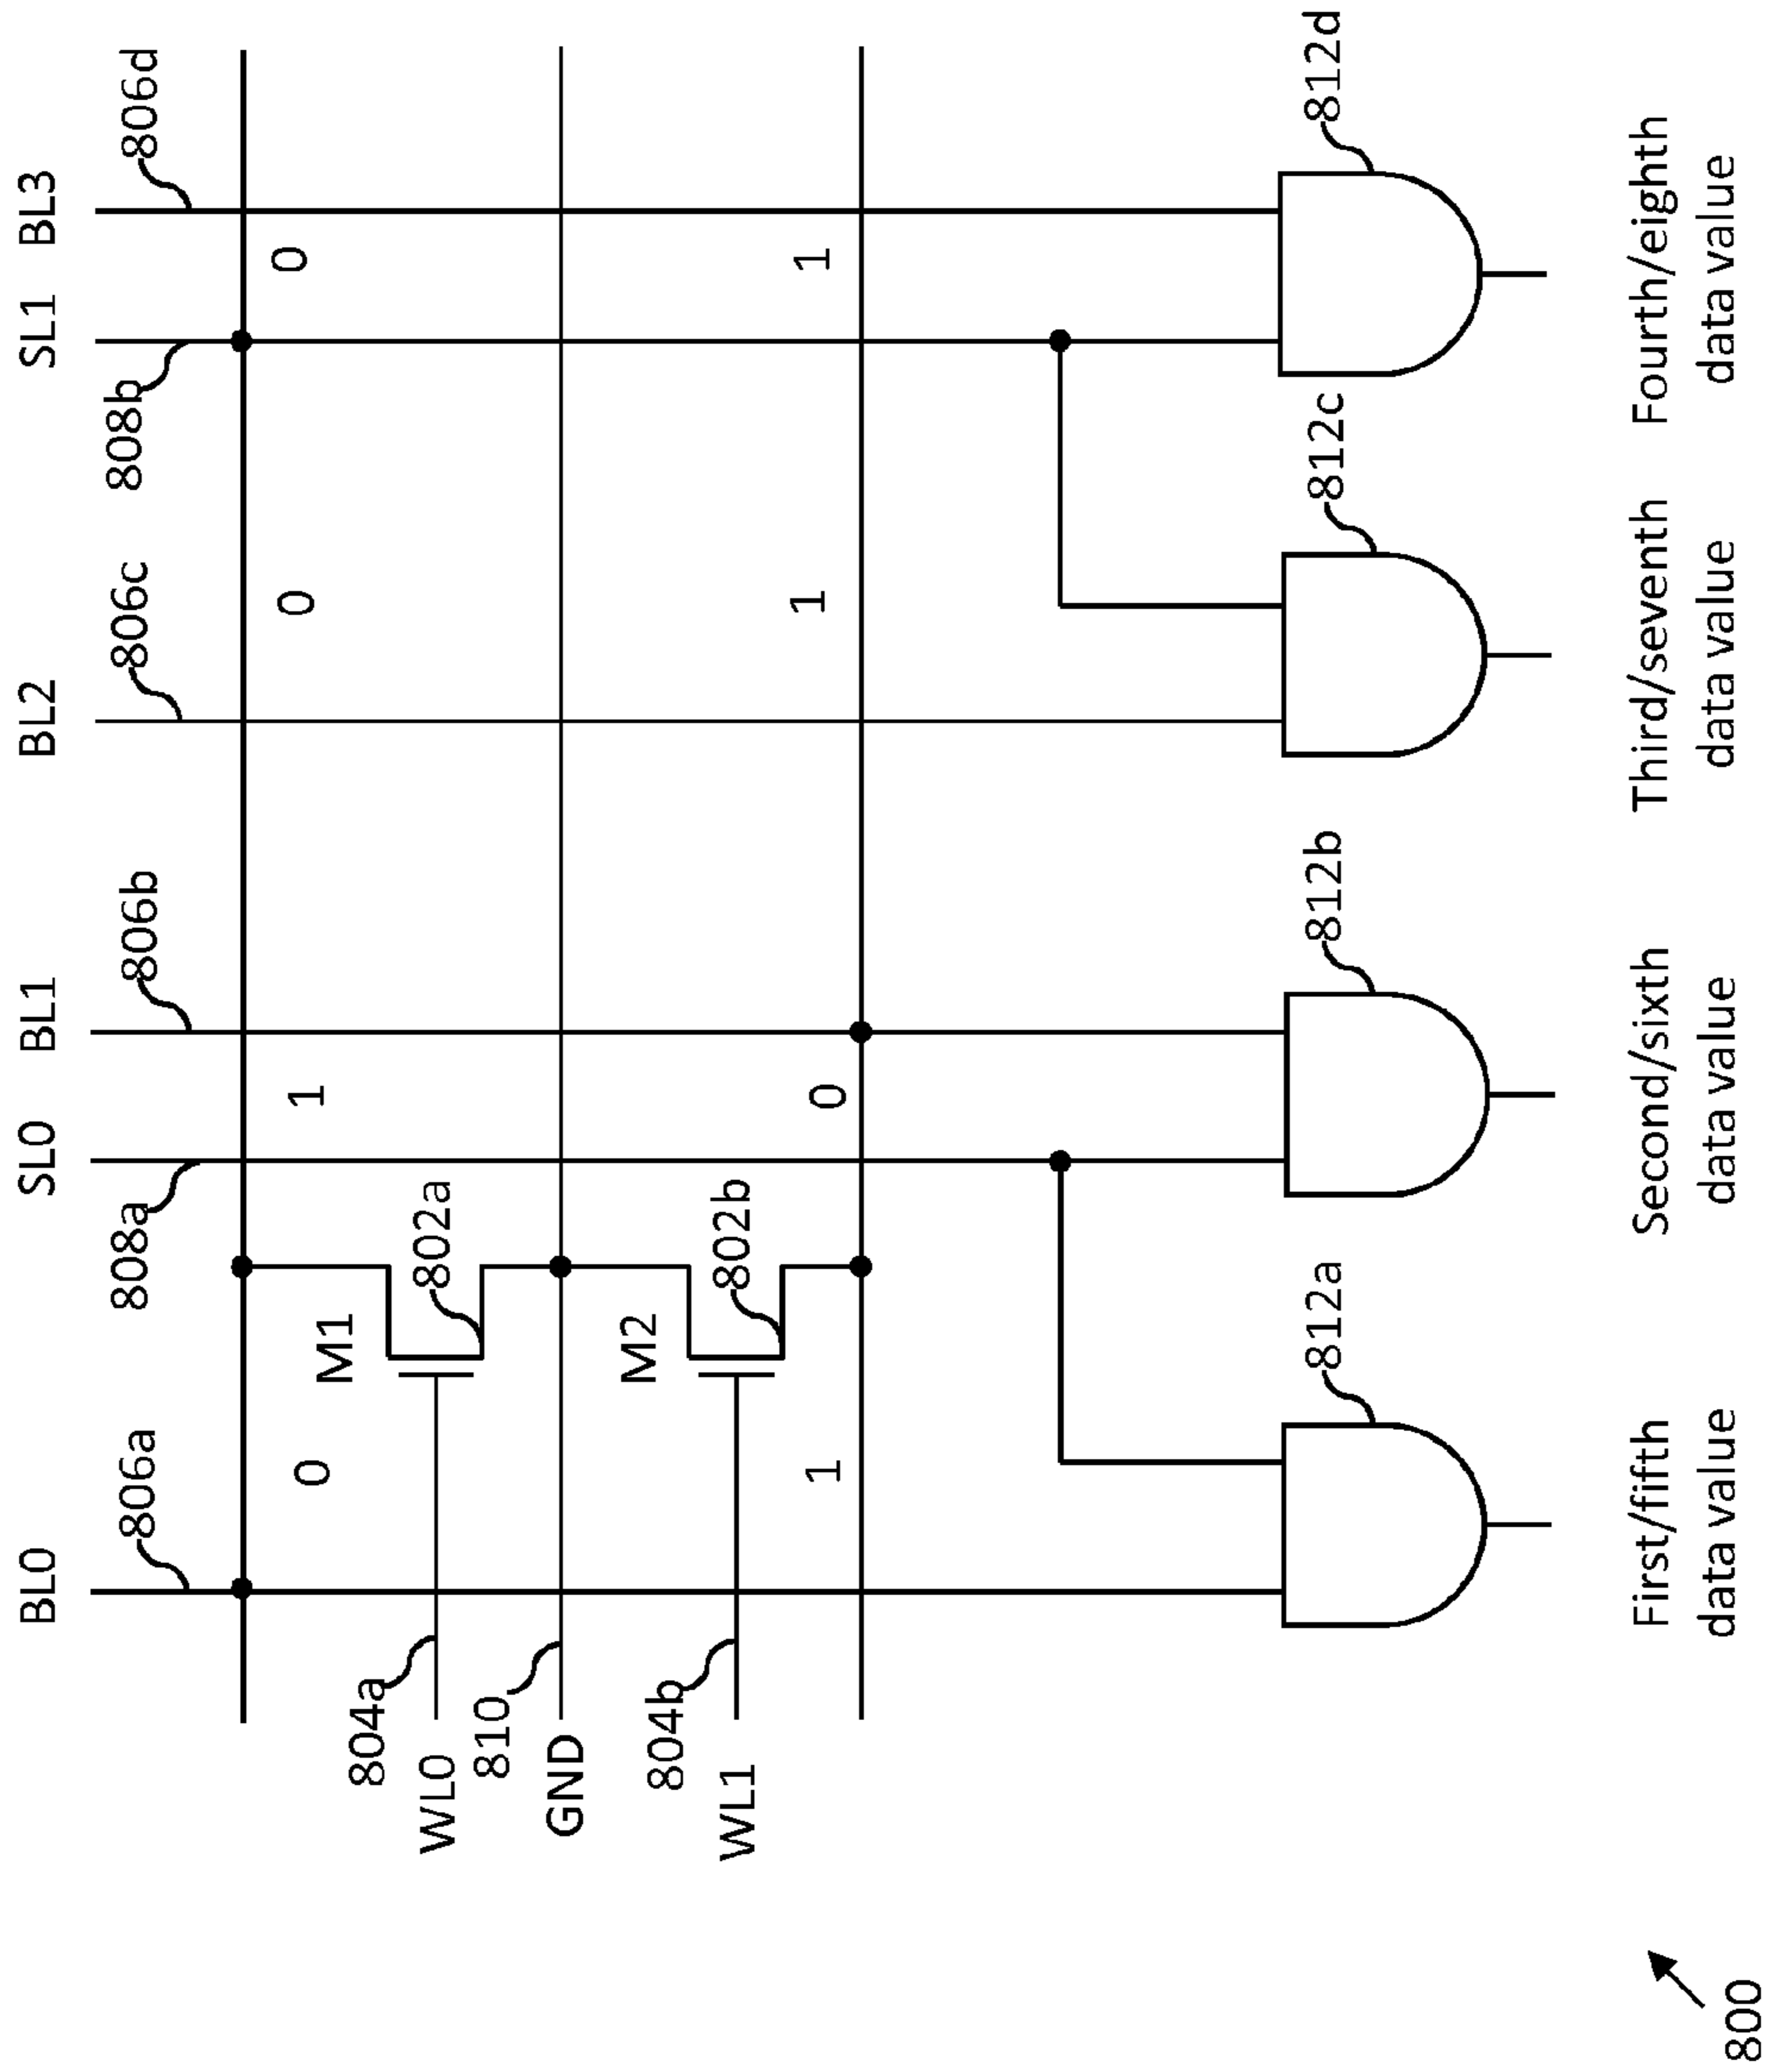 BL0
SL0
BL1
BL2
SL1
BL3
806a
808a
806b
806c
808b
806d
0
1
0
0
M1
804a
WL0
802a
810
GND
M2
804b
WL1
802b
1
0
1
1
812a
812b
812c
812d
First/fifth
data value
Second/sixth
data value
Third/seventh
data value
Fourth/eighth
data value
800